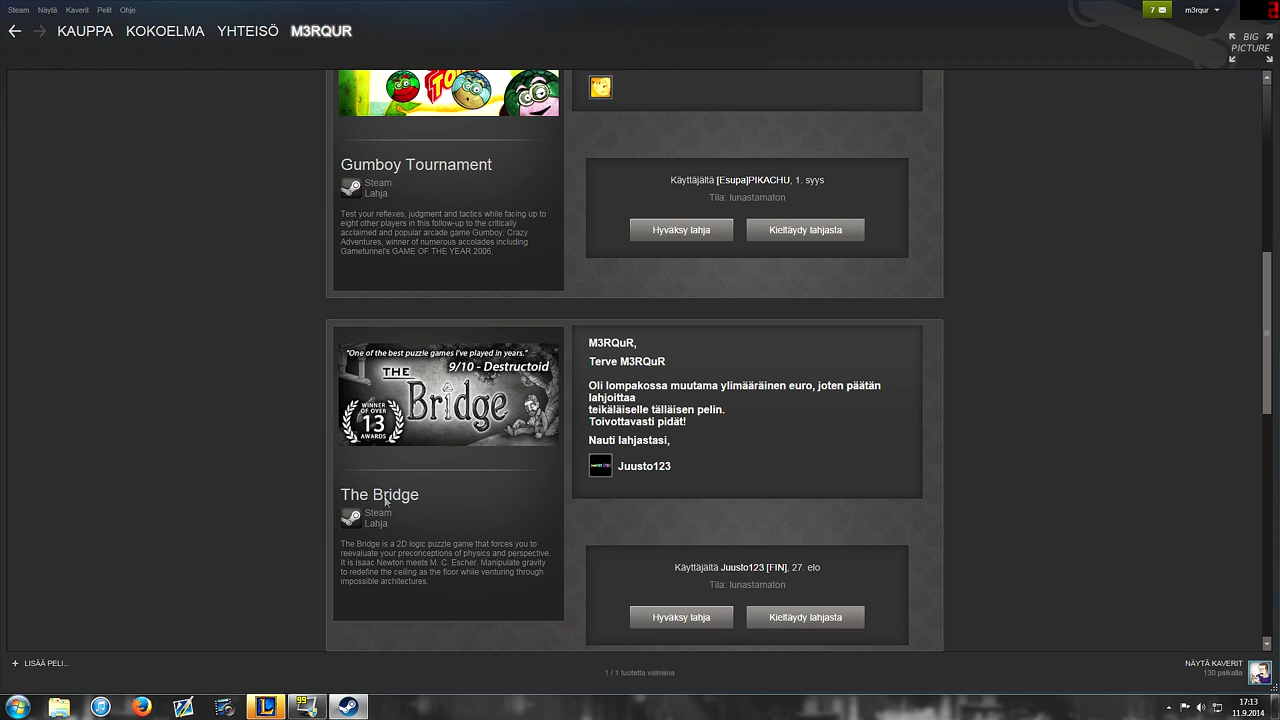 Steam Näytä Kaverit Pelit Ohje
7
m3rqur
KAUPPA KOKOELMA YHTEISÖ M3RQUR
BIG
PICTURE
Gumboy Tournament
Steam
Lahja
Test your reflexes, judgment and tactics while facing up to
eight other players in this follow-up to the critically
acclaimed and popular arcade game Gumboy: Crazy
Adventures, winner of numerous accolades including
Gametunnel's GAME OF THE YEAR 2006.
Käyttäjältä [Esupa]PIKACHU, 1. syys
Tila: lunastamaton
Hyväksy lahja
Kieltäydy lahjasta
"One of the best puzzle games I've played in years."
9/10 - Destructoid
THE
Bridge
WINNER
OF OVER
13
AWARDS
The Bridge
Steam
Lahja
The Bridge is a 2D logic puzzle game that forces you to
reevaluate your preconceptions of physics and perspective.
It is Isaac Newton meets M. C. Escher. Manipulate gravity
to redefine the ceiling as the floor while venturing through
impossible architectures.
M3RQuR,
Terve M3RQuR
Oli lompakossa muutama ylimääräinen euro, joten päätän
lahjoittaa
teikäläiselle tälläisen pelin.
Toivottavasti pidät!
Nauti lahjastasi,
Juusto123
Käyttäjältä Juusto123 [FIN], 27. elo
Tila: lunastamaton
Hyväksy lahja
Kieltäydy lahjasta
+ LISÄÄ PELI...
1 / 1 tuotetta valmiina
NÄYTÄ KAVERIT
130 paikalla
99
17:13
11.9.2014